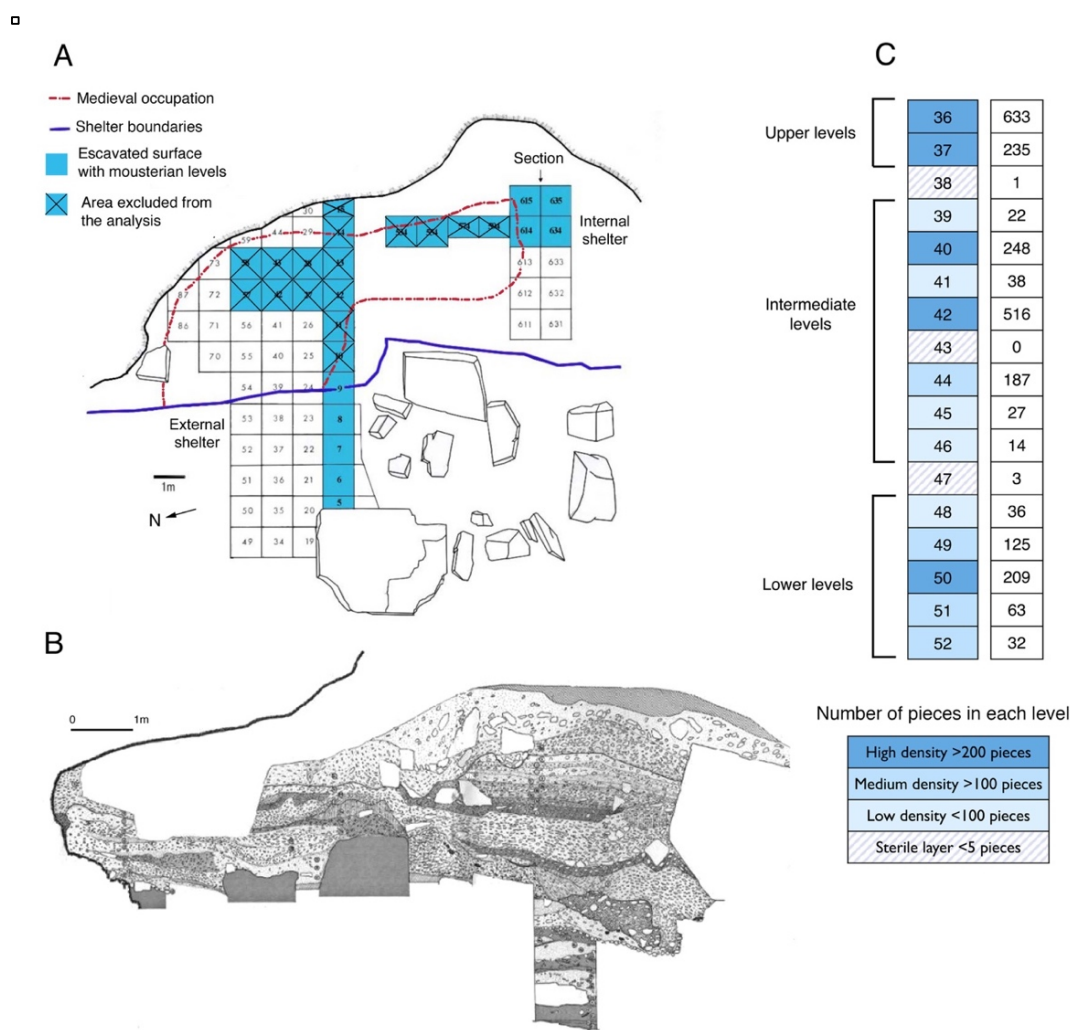 A
Medieval occupation
Shelter boundaries
Escavated surface
with mousterian levels
Area excluded from
the analysis
Section
Internal
shelter
External
shelter
1m
N
30
59 44 29
73
615 635
614 634
613 633
612 632
611 631
87 72
86 71 56 41 26
70 55 40 25
54 39 24 9
53 38 23 8
52 37 22 7
51 36 21 6
50 35 20 5
49 34 19
B
0 1m
C
Upper levels
36 633
37 235
38 1
Intermediate
levels
39 22
40 248
41 38
42 516
43 0
44 187
45 27
46 14
47 3
Lower levels
48 36
49 125
50 209
51 63
52 32
Number of pieces in each level
High density >200 pieces
Medium density >100 pieces
Low density <100 pieces
Sterile layer <5 pieces